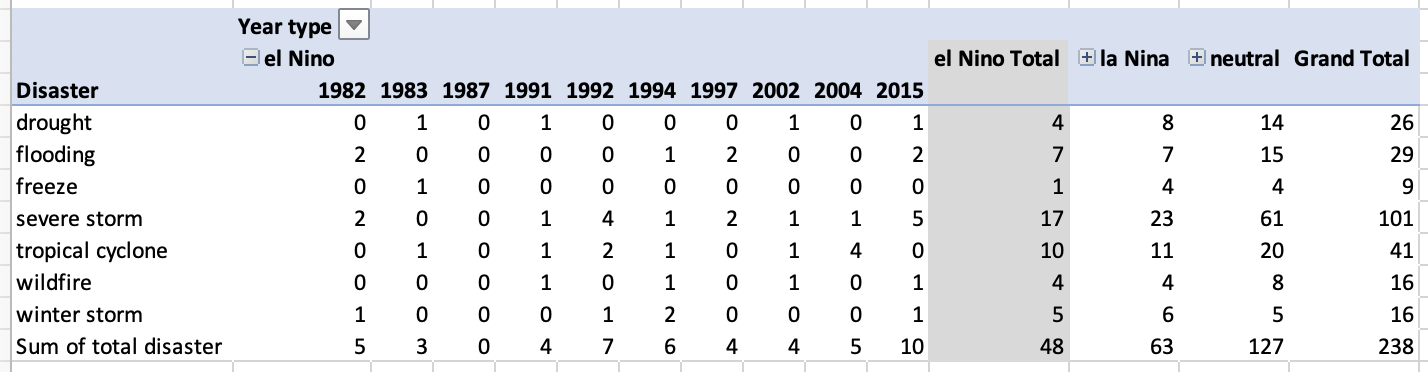 Year type
el Nino el Nino Total la Nina neutral Grand Total
Disaster 1982 1983 1987 1991 1992 1994 1997 2002 2004 2015
drought 0 1 0 1 0 0 0 1 0 1 4 8 14 26
flooding 2 0 0 0 0 1 2 0 0 2 7 7 15 29
freeze 0 1 0 0 0 0 0 0 0 0 1 4 4 9
severe storm 2 0 0 1 4 1 2 1 1 5 17 23 61 101
tropical cyclone 0 1 0 1 2 1 0 1 4 0 10 11 20 41
wildfire 0 0 0 1 0 1 0 1 0 1 4 4 8 16
winter storm 1 0 0 0 1 2 0 0 0 1 5 6 5 16
Sum of total disaster 5 3 0 4 7 6 4 4 5 10 48 63 127 238